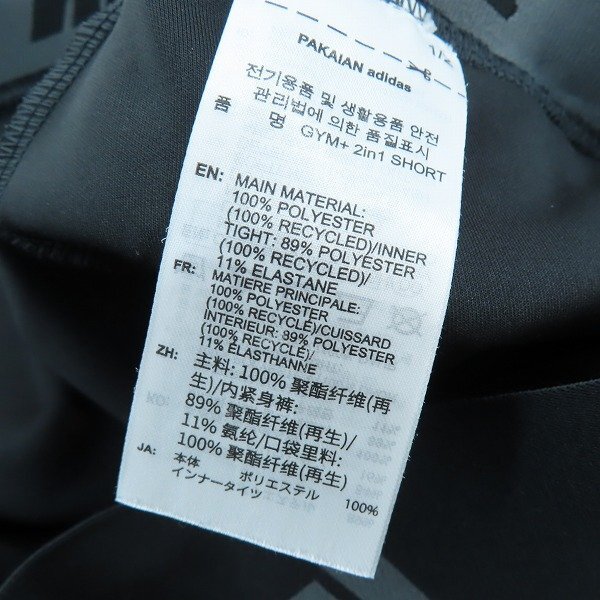 1/2
PAKAIAN adidas
전기용품 및 생활용품 안전
관리법에 의한 품질표시
품 명 GYM+ 2in1 SHORT
EN: MAIN MATERIAL:
100% POLYESTER
(100% RECYCLED)/INNER
TIGHT: 89% POLYESTER
(100% RECYCLED)/
11% ELASTANE
FR: MATIERE PRINCIPALE:
100% POLYESTER
(100% RECYCLÉ)/CUISSARD
INTERIEUR: 89% POLYESTER
(100% RECYCLÉ)/
11% ÉLASTHANNE
ZH: 主料: 100% 聚酯纤维(再
生)/内紧身裤:
89% 聚酯纤维(再生)/
11% 氨纶/口袋里料:
100% 聚酯纤维(再生)
JA: 本体 ポリエステル 100%
インナータイツ